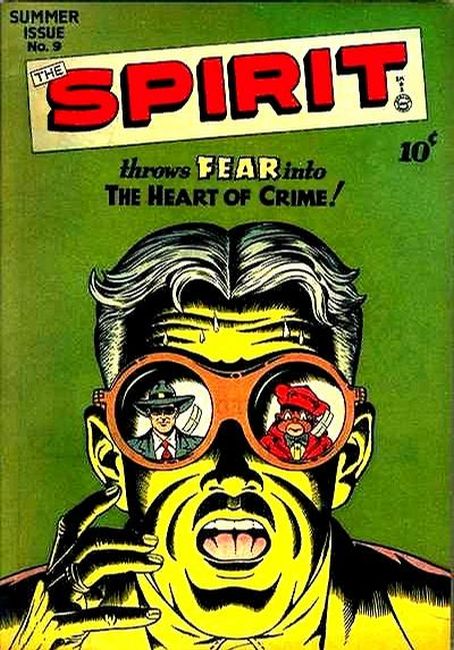 SUMMER
ISSUE
No. 9
THE
SPIRIT
10¢
throws FEAR into
THE HEART OF CRIME!